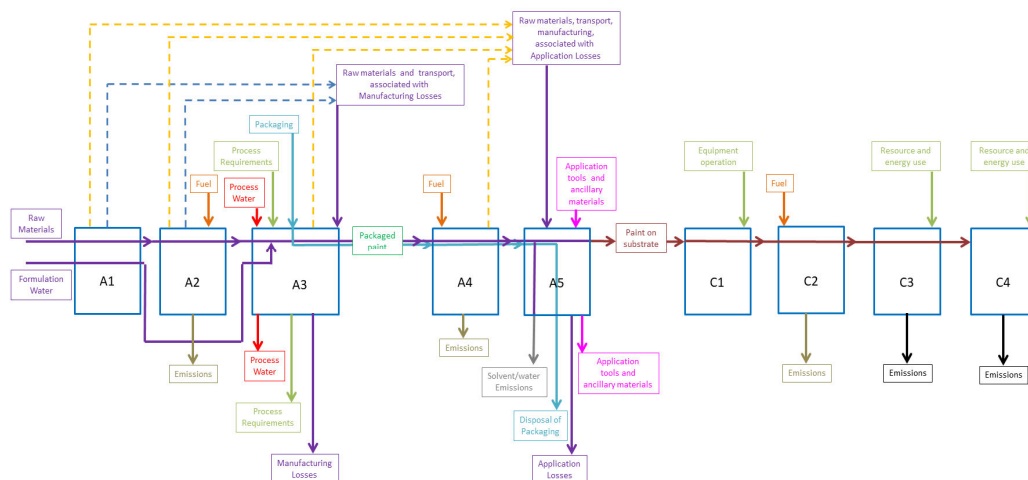 Raw materials, transport,
manufacturing,
associated with
Application Losses
Raw materials and transport,
associated with
Manufacturing Losses
Packaging
Process
Requirements
Equipment
operation
Resource and
energy use
Resource and
energy use
Application
tools and
ancillary
materials
Fuel
Process
Water
Fuel
Fuel
Raw
Materials
Packaged
paint
Paint on
substrate
Formulation
Water
A1
A2
A3
A4
A5
C1
C2
C3
C4
Emissions
Process
Water
Emissions
Solvent/water
Emissions
Application
tools and
ancillary materials
Emissions
Emissions
Emissions
Process
Requirements
Disposal of
Packaging
Manufacturing
Losses
Application
Losses